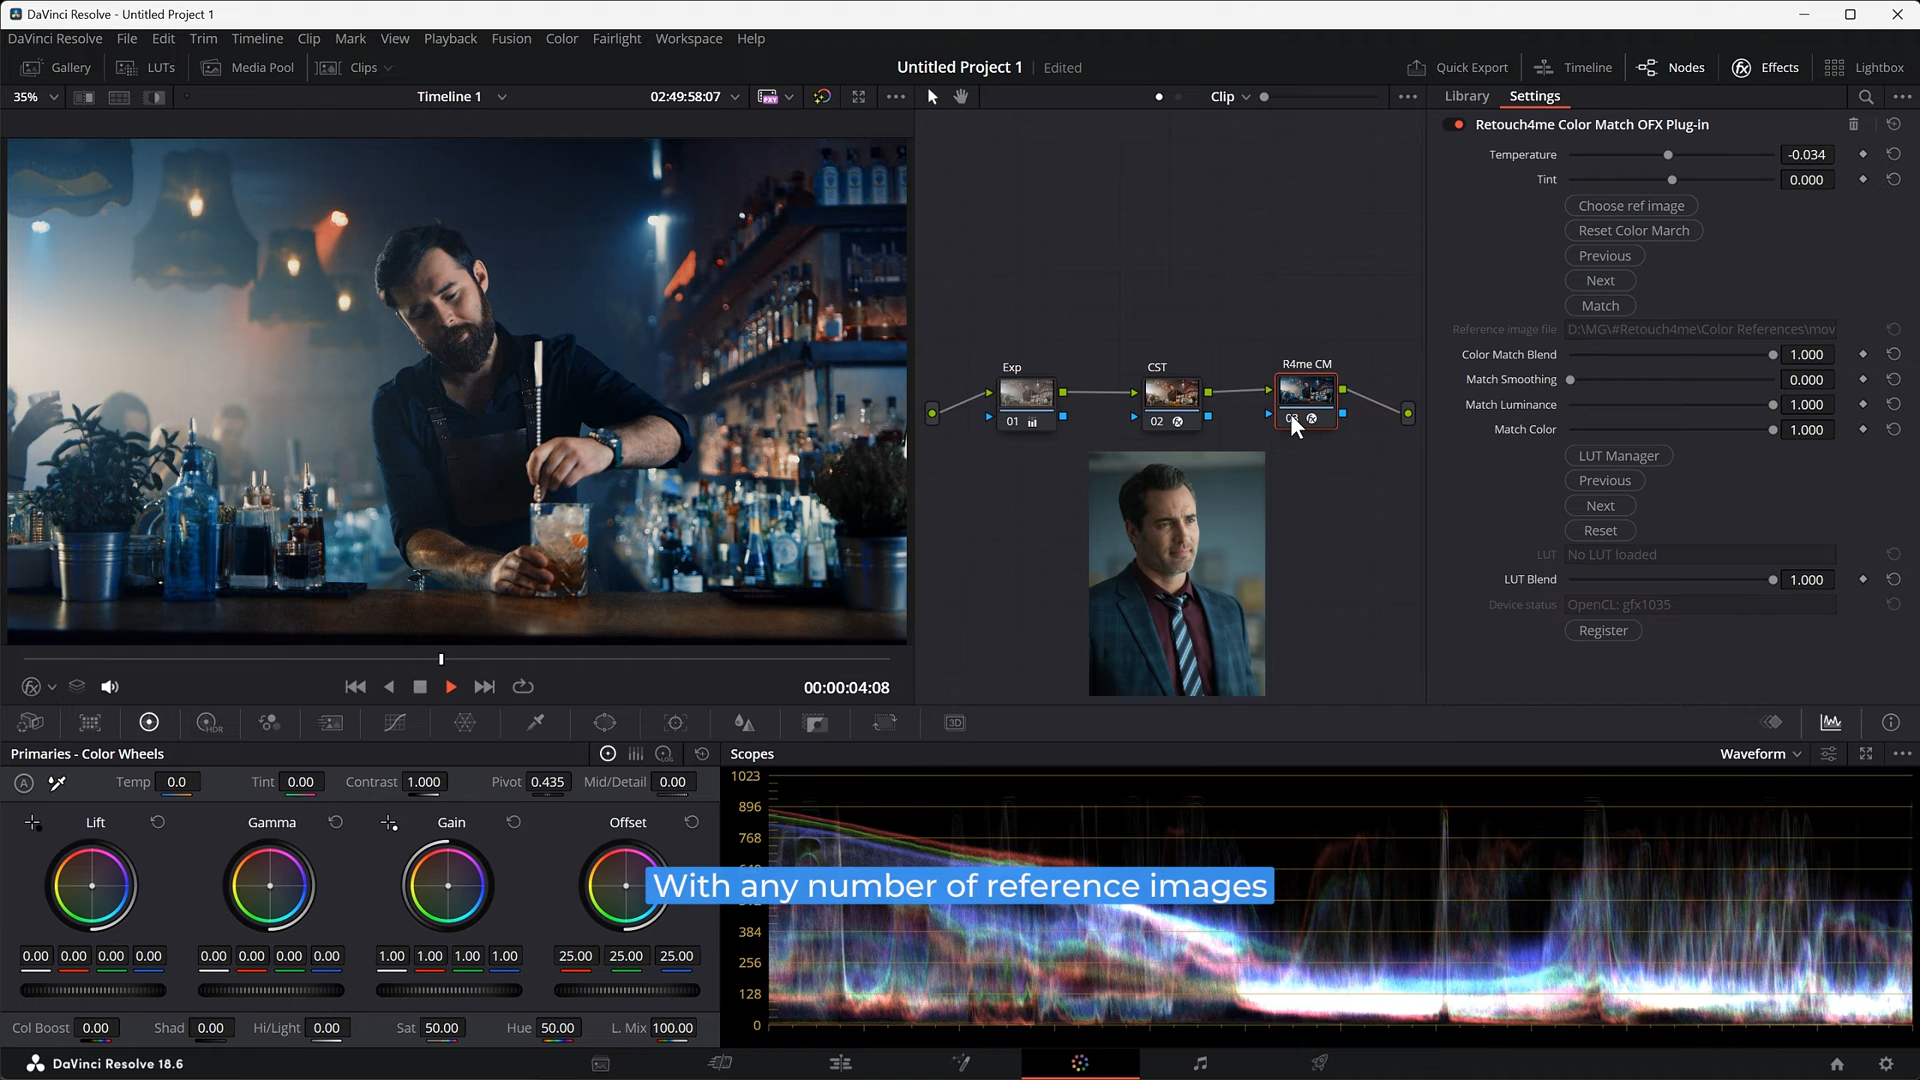 DaVinci Resolve - Untitled Project 1
DaVinci Resolve File Edit Trim Timeline Clip Mark View Playback Fusion Color Fairlight Workspace Help
Gallery LUTs Media Pool Clips Untitled Project 1 Edited Quick Export Timeline Nodes Effects Lightbox
35% Timeline 1 02:49:58:07 Clip Library Settings
Retouch4me Color Match OFX Plug-in
Temperature -0.034
Tint 0.000
Choose ref image
Reset Color March
Previous
Next
Match
Reference image file D:\MG\#Retouch4me\Color References\mov
Color Match Blend 1.000
Match Smoothing 0.000
Match Luminance 1.000
Match Color 1.000
LUT Manager
Previous
Next
Reset
LUT No LUT loaded
LUT Blend 1.000
Device status OpenCL: gfx1035
Register
Exp CST R4me CM
01 02
00:00:04:08
HDR
3D
Primaries - Color Wheels
LOG
Scopes Waveform
A Temp 0.0 Tint 0.00 Contrast 1.000 Pivot 0.435 Mid/Detail 0.00
Lift Gamma Gain Offset
0.00 0.00 0.00 0.00 0.00 0.00 0.00 0.00 1.00 1.00 1.00 1.00 25.00 25.00 25.00
Col Boost 0.00 Shad 0.00 Hi/Light 0.00 Sat 50.00 Hue 50.00 L. Mix 100.00
1023
896
768
384
256
128
0
With any number of reference images
DaVinci Resolve 18.6